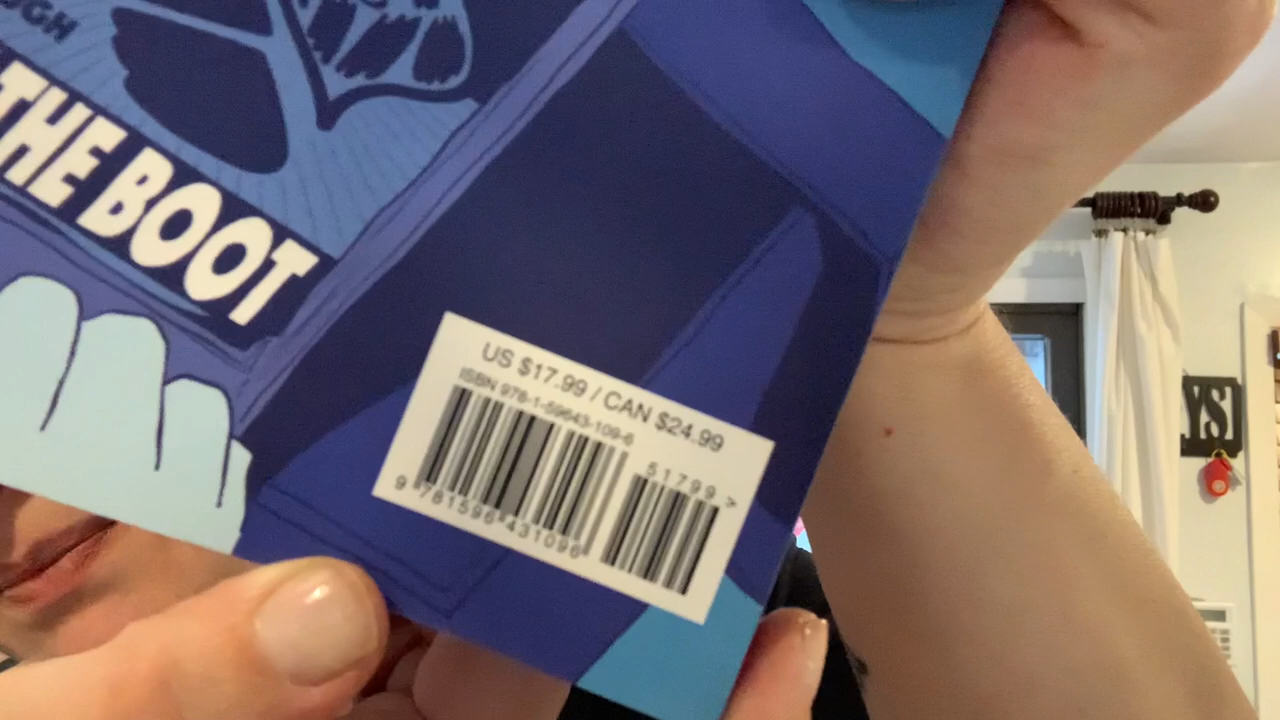 THE BOOT
US $17.99 / CAN $24.99
ISBN 978-1-59643-109-6
51799>
9 781596 431096